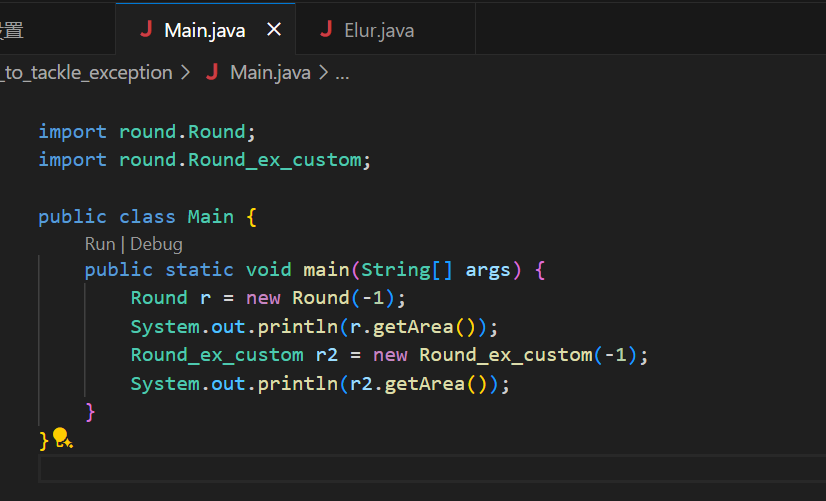 置
J Main.java ×
J Elur.java
_to_tackle_exception > J Main.java > ...
import round.Round;
import round.Round_ex_custom;
public class Main {
Run | Debug
public static void main(String[] args) {
Round r = new Round(-1);
System.out.println(r.getArea());
Round_ex_custom r2 = new Round_ex_custom(-1);
System.out.println(r2.getArea());
}
}